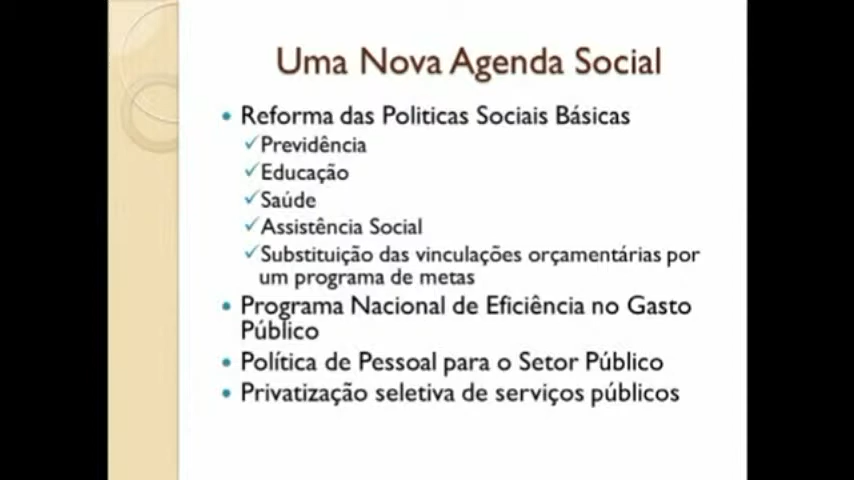 Uma Nova Agenda Social
• Reforma das Politicas Sociais Básicas
✓Previdência
✓Educação
✓Saúde
✓Assistência Social
✓Substituição das vinculações orçamentárias por
um programa de metas
• Programa Nacional de Eficiência no Gasto
Público
• Política de Pessoal para o Setor Público
• Privatização seletiva de serviços públicos